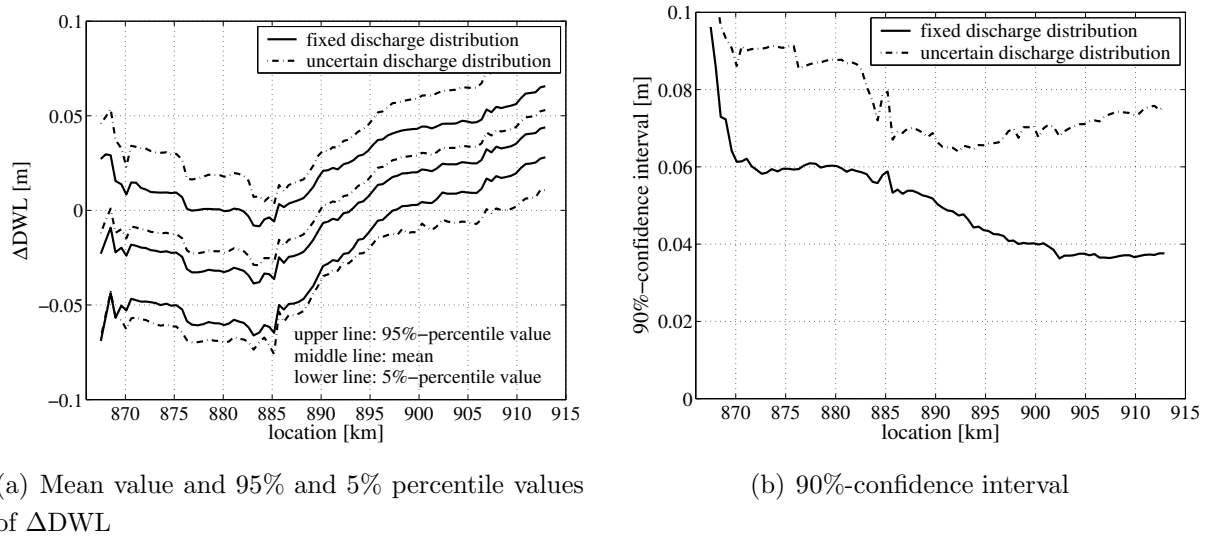 0.1
0.05
0
−0.05
−0.1
ΔDWL [m]
fixed discharge distribution
uncertain discharge distribution
upper line: 95%−percentile value
middle line: mean
lower line: 5%−percentile value
870 875 880 885 890 895 900 905 910 915
location [km]
(a) Mean value and 95% and 5% percentile values
of ΔDWL
0.1
0.08
0.06
0.04
0.02
0
90%−confidence interval [m]
fixed discharge distribution
uncertain discharge distribution
870 875 880 885 890 895 900 905 910 915
location [km]
(b) 90%-confidence interval